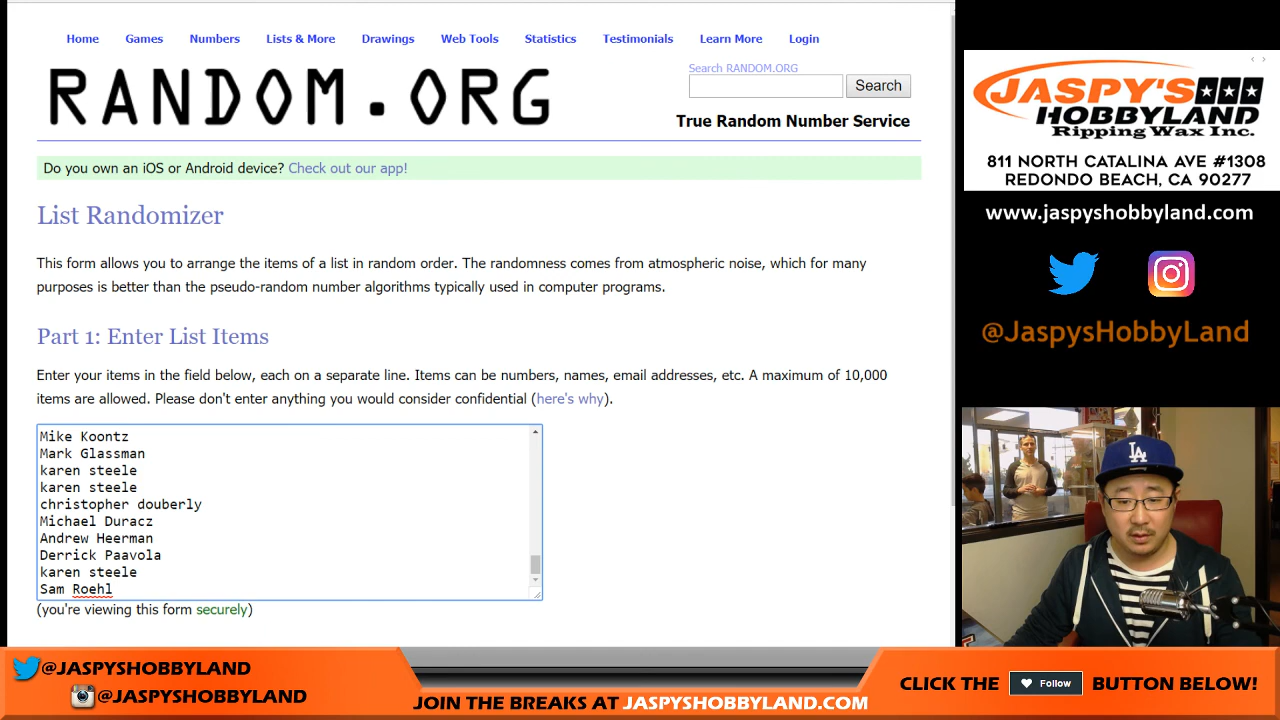 Home Games Numbers Lists & More Drawings Web Tools Statistics Testimonials Learn More Login
RANDOM.ORG
Search RANDOM.ORG
Search
True Random Number Service
Do you own an iOS or Android device? Check out our app!
List Randomizer
This form allows you to arrange the items of a list in random order. The randomness comes from atmospheric noise, which for many
purposes is better than the pseudo-random number algorithms typically used in computer programs.
Part 1: Enter List Items
Enter your items in the field below, each on a separate line. Items can be numbers, names, email addresses, etc. A maximum of 10,000
items are allowed. Please don't enter anything you would consider confidential (here's why).
Mike Koontz
Mark Glassman
karen steele
karen steele
christopher douberly
Michael Duracz
Andrew Heerman
Derrick Paavola
karen steele
Sam Roehl
(you're viewing this form securely)
JASPY'S
HOBBYLAND
Ripping Wax Inc.
811 NORTH CATALINA AVE #1308
REDONDO BEACH, CA 90277
www.jaspyshobbyland.com
@JaspysHobbyLand
LA
@JASPYSHOBBYLAND
@JASPYSHOBBYLAND
JOIN THE BREAKS AT JASPYSHOBBYLAND.COM
CLICK THE Follow BUTTON BELOW!